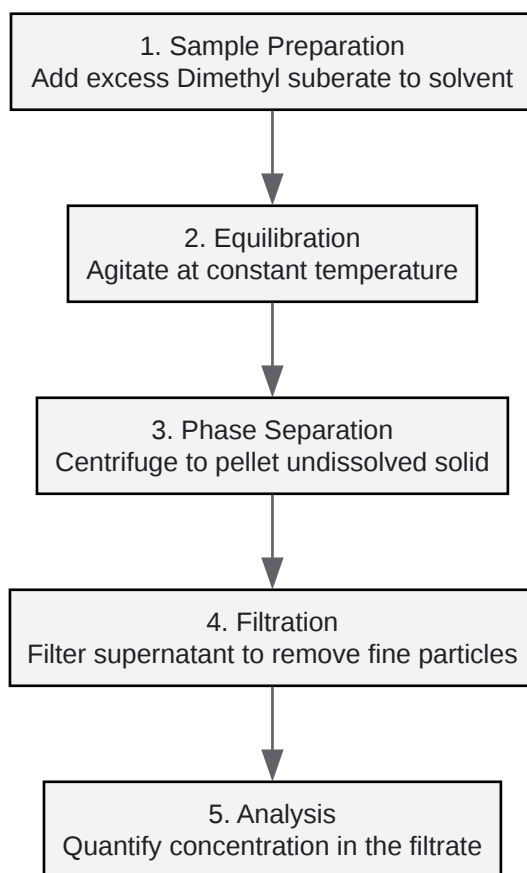 1. Sample Preparation
Add excess Dimethyl suberate to solvent
2. Equilibration
Agitate at constant temperature
3. Phase Separation
Centrifuge to pellet undissolved solid
4. Filtration
Filter supernatant to remove fine particles
5. Analysis
Quantify concentration in the filtrate